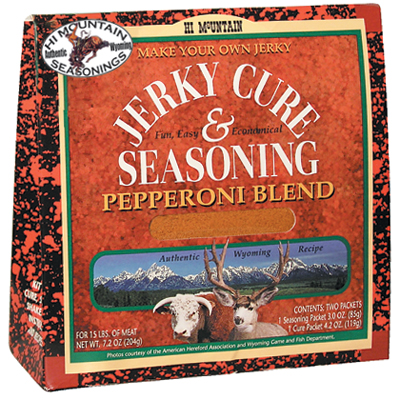 HI MOUNTAIN
Authentic Wyoming
SEASONINGS
HI MOUNTAIN
MAKE YOUR OWN JERKY
JERKY CURE
Fun, Easy & Economical
SEASONING
PEPPERONI BLEND
Authentic Wyoming Recipe
FOR 15 LBS. OF MEAT
NET WT. 7.2 OZ (204g)
CONTENTS: TWO PACKETS
1 Seasoning Packet 3.0 OZ. (85g)
1 Cure Packet 4.2 OZ. (119g)
Photos courtesy of the American Hereford Association and Wyoming Game and Fish Department.
KIT